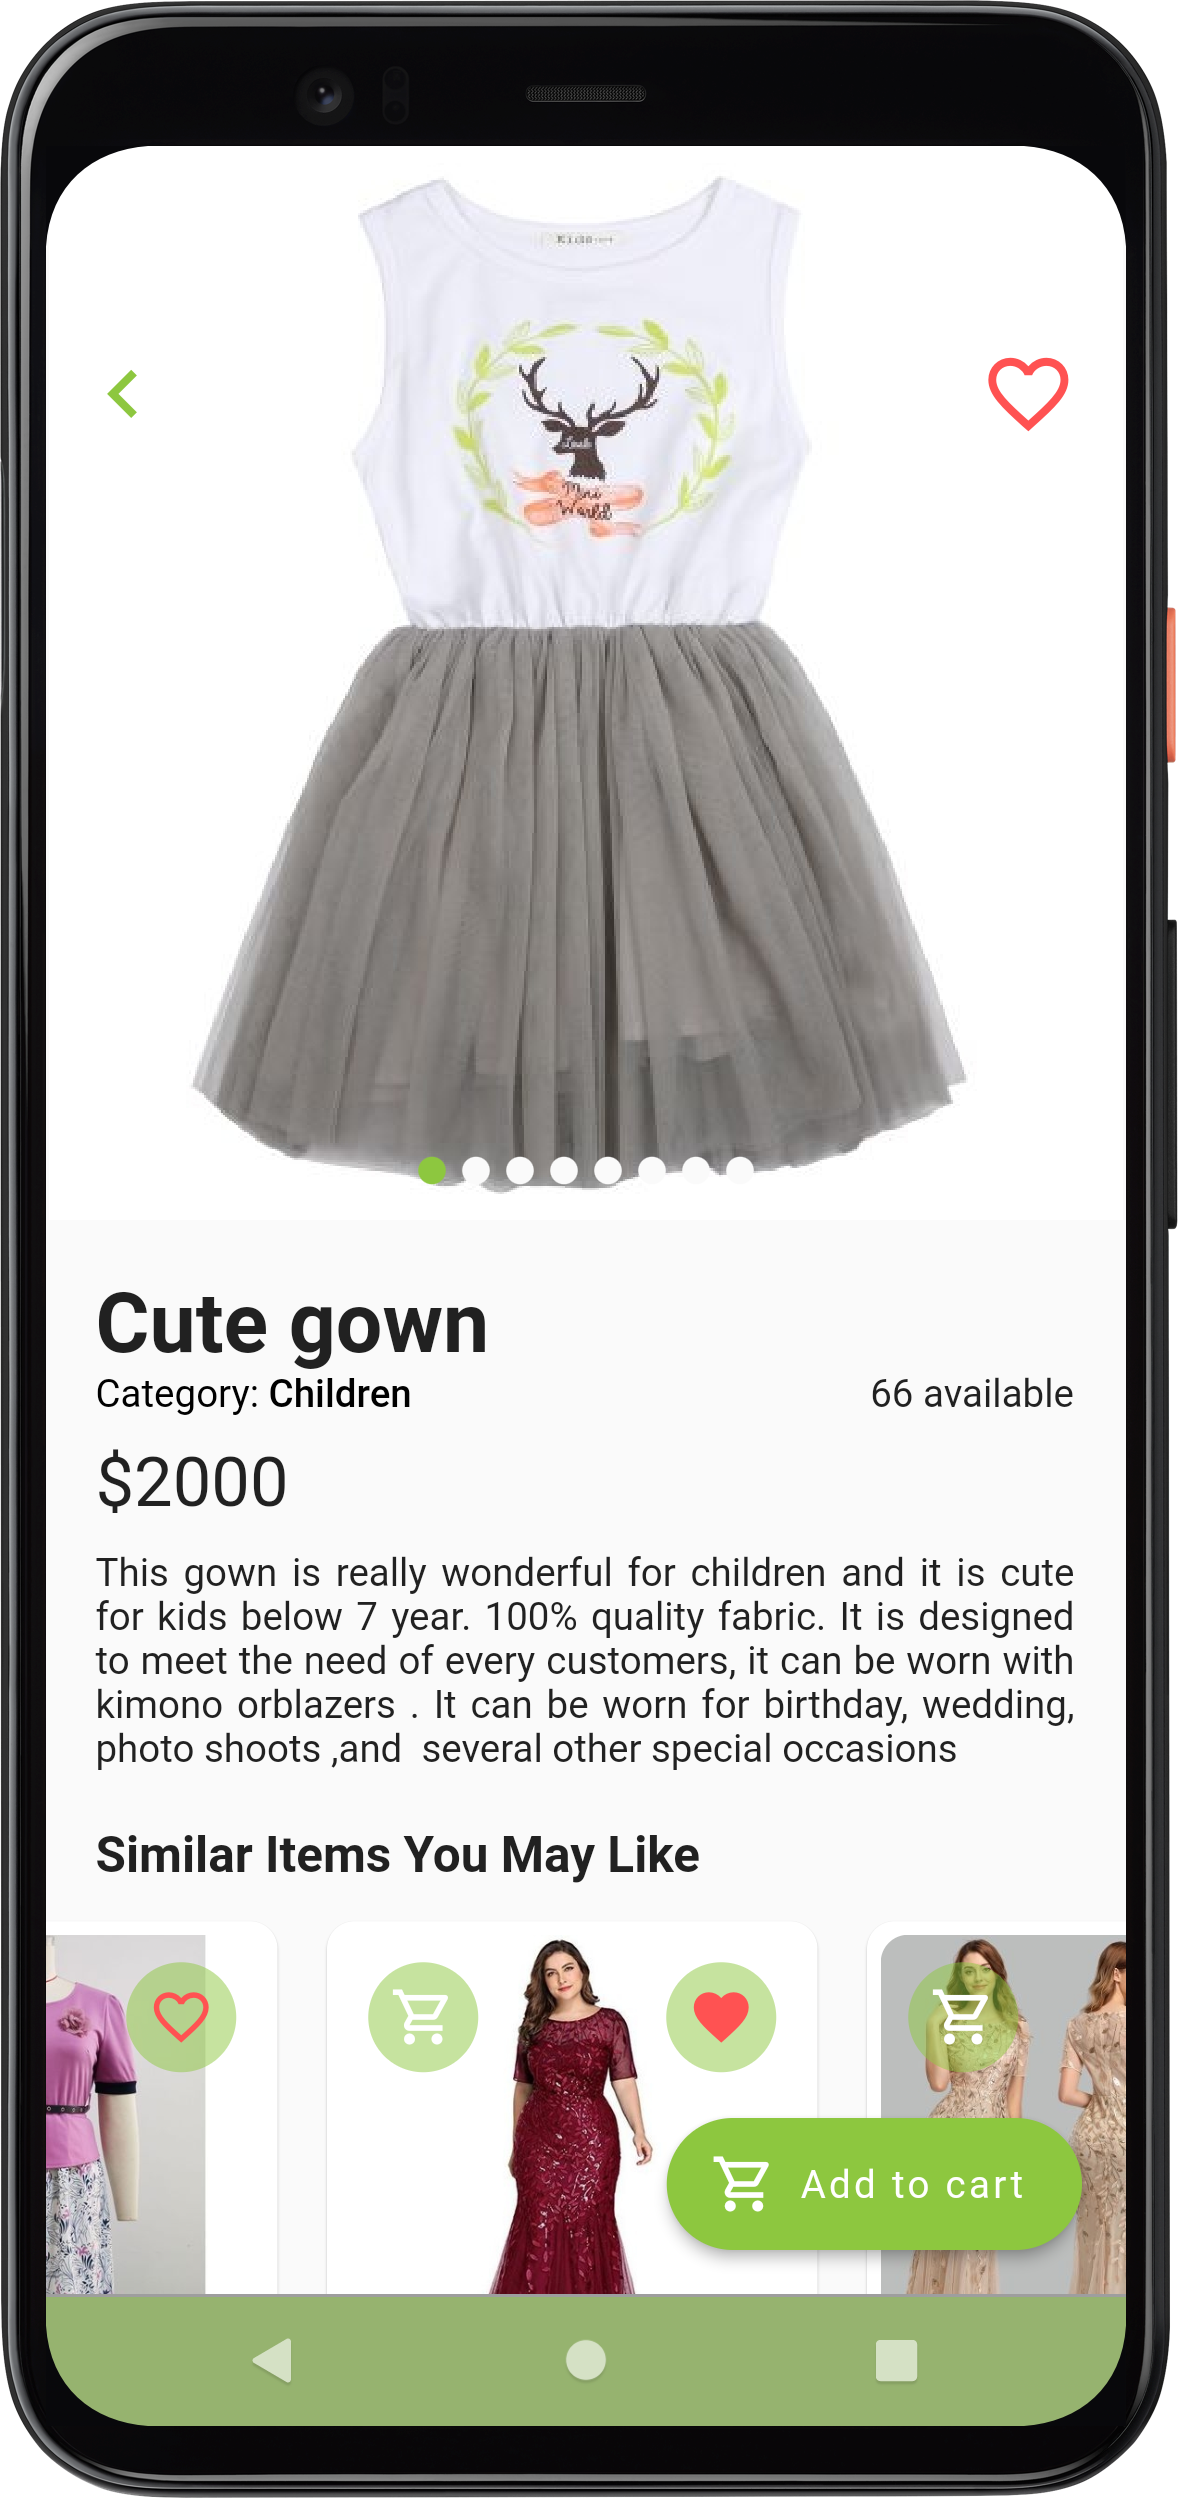 Kids
Mini
World
Cute gown
Category: Children
66 available
$2000
This gown is really wonderful for children and it is cute
for kids below 7 year. 100% quality fabric. It is designed
to meet the need of every customers, it can be worn with
kimono orblazers . It can be worn for birthday, wedding,
photo shoots ,and  several other special occasions
Similar Items You May Like
Add to cart